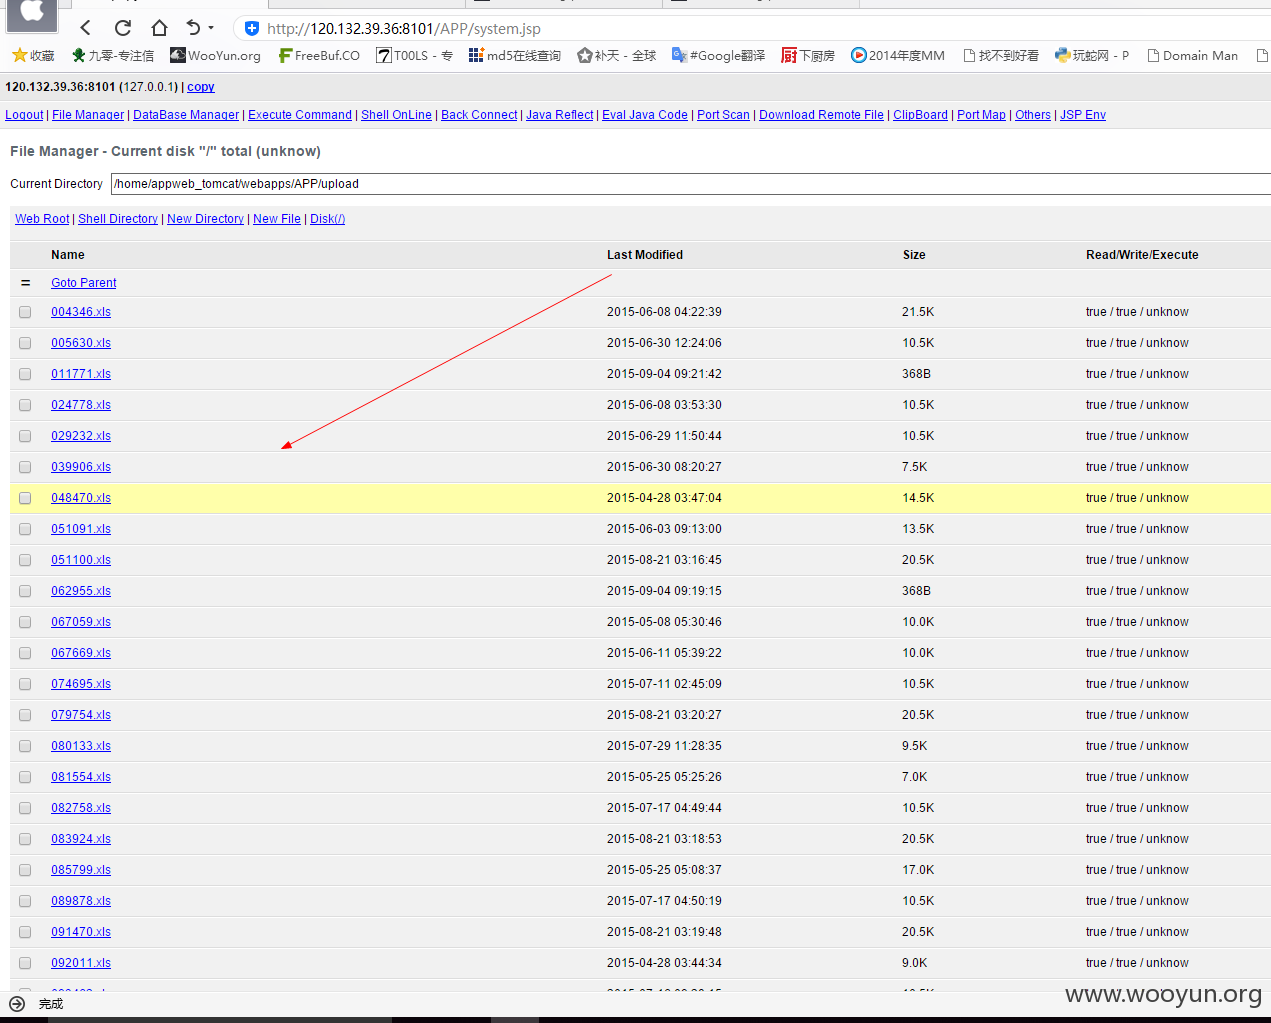 http://120.132.39.36:8101/APP/system.jsp
收藏 九零-专注信 WooYun.org FreeBuf.CO T00LS - 专 md5在线查询 补天 - 全球 #Google翻译 下厨房 2014年度MM 找不到好看 玩蛇网 - P Domain Man
120.132.39.36:8101 (127.0.0.1) | copy
Logout | File Manager | DataBase Manager | Execute Command | Shell OnLine | Back Connect | Java Reflect | Eval Java Code | Port Scan | Download Remote File | ClipBoard | Port Map | Others | JSP Env
File Manager - Current disk "/" total (unknow)
Current Directory /home/appweb_tomcat/webapps/APP/upload
Web Root | Shell Directory | New Directory | New File | Disk(/)
Name Last Modified Size Read/Write/Execute
= Goto Parent
004346.xls 2015-06-08 04:22:39 21.5K true / true / unknow
005630.xls 2015-06-30 12:24:06 10.5K true / true / unknow
011771.xls 2015-09-04 09:21:42 368B true / true / unknow
024778.xls 2015-06-08 03:53:30 10.5K true / true / unknow
029232.xls 2015-06-29 11:50:44 10.5K true / true / unknow
039906.xls 2015-06-30 08:20:27 7.5K true / true / unknow
048470.xls 2015-04-28 03:47:04 14.5K true / true / unknow
051091.xls 2015-06-03 09:13:00 13.5K true / true / unknow
051100.xls 2015-08-21 03:16:45 20.5K true / true / unknow
062955.xls 2015-09-04 09:19:15 368B true / true / unknow
067059.xls 2015-05-08 05:30:46 10.0K true / true / unknow
067669.xls 2015-06-11 05:39:22 10.0K true / true / unknow
074695.xls 2015-07-11 02:45:09 10.5K true / true / unknow
079754.xls 2015-08-21 03:20:27 20.5K true / true / unknow
080133.xls 2015-07-29 11:28:35 9.5K true / true / unknow
081554.xls 2015-05-25 05:25:26 7.0K true / true / unknow
082758.xls 2015-07-17 04:49:44 10.5K true / true / unknow
083924.xls 2015-08-21 03:18:53 20.5K true / true / unknow
085799.xls 2015-05-25 05:08:37 17.0K true / true / unknow
089878.xls 2015-07-17 04:50:19 10.5K true / true / unknow
091470.xls 2015-08-21 03:19:48 20.5K true / true / unknow
092011.xls 2015-04-28 03:44:34 9.0K true / true / unknow
完成
www.wooyun.org